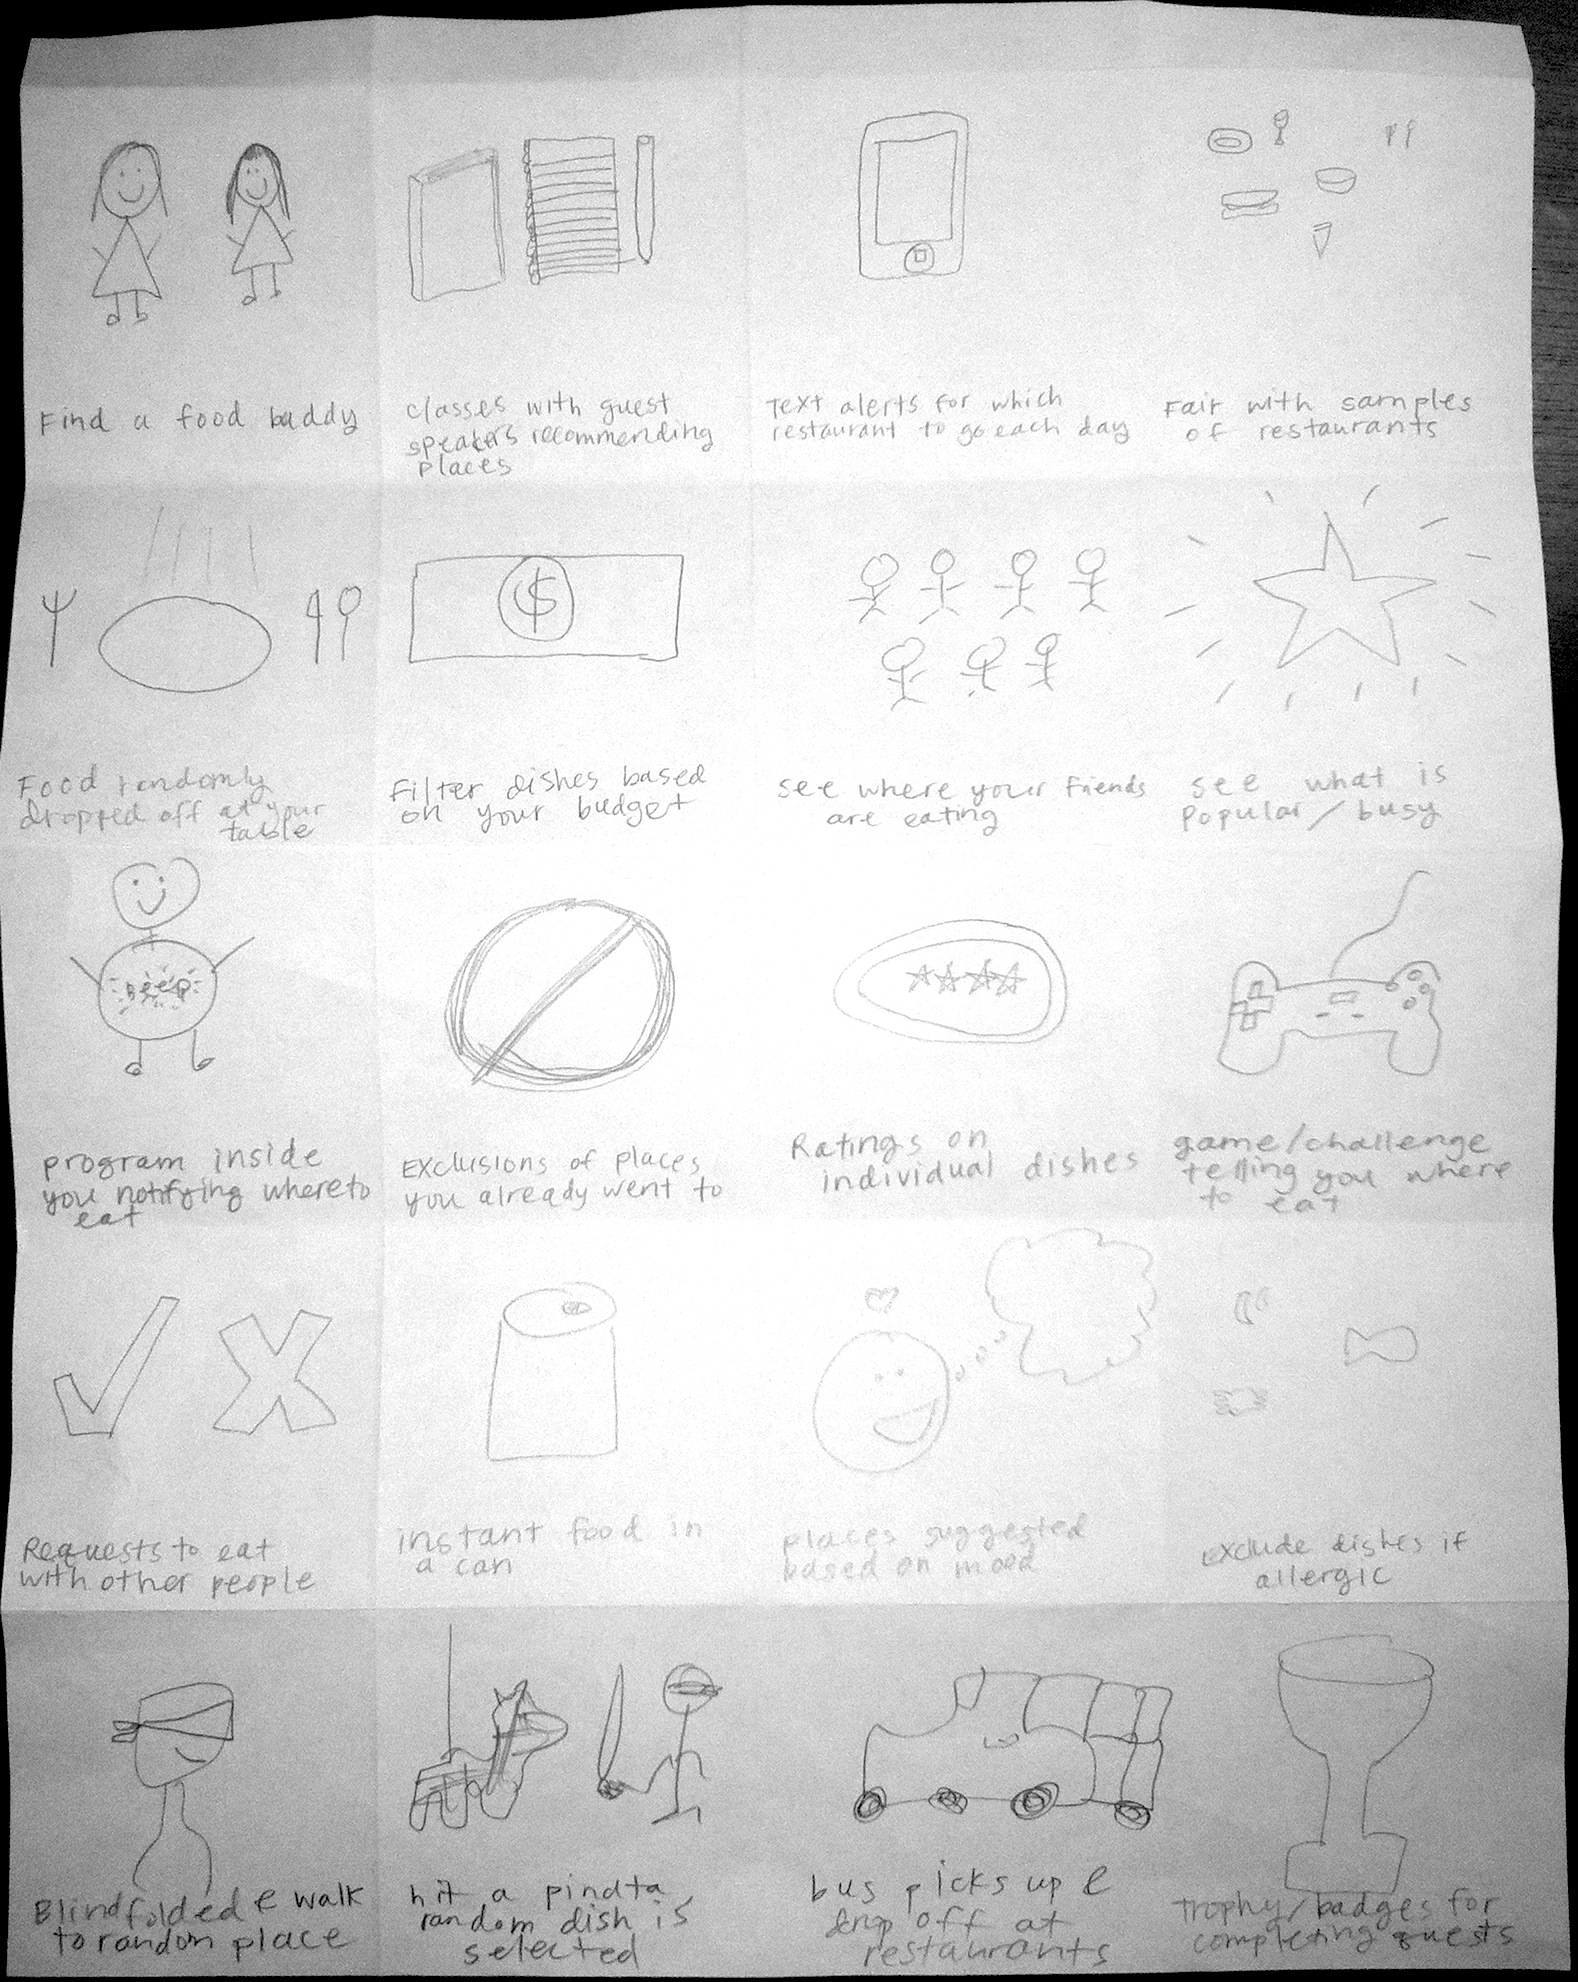 Find a food buddy
classes with guest
speakers recommending
places
Text alerts for which
restaurant to go each day
Fair with samples
of restaurants
Food randomly
dropped off at your
table
$
Filter dishes based
on your budget
see where your friends
are eating
see what is
Popular/busy
beep
program inside
you notifying where to
eat
Exclusions of places
you already went to
Ratings on
individual dishes
game/challenge
telling you where
to eat
Requests to eat
with other people
instant food in
a can
places suggested
based on mood
exclude dishes if
allergic
Blindfolded & walk
to random place
hit a pinata
random dish is
selected
bus picks up &
drop off at
restaurants
trophy/badges for
completing quests